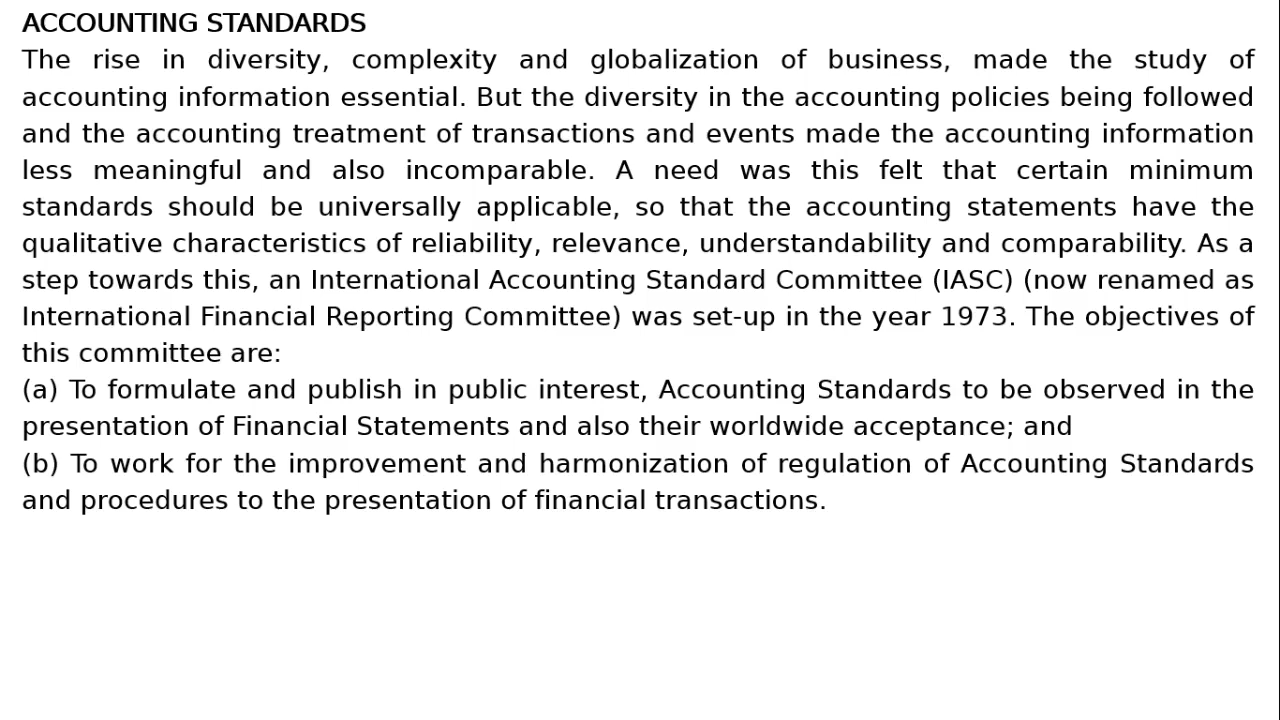 ACCOUNTING STANDARDS
The rise in diversity, complexity and globalization of business, made the study of
accounting information essential. But the diversity in the accounting policies being followed
and the accounting treatment of transactions and events made the accounting information
less meaningful and also incomparable. A need was this felt that certain minimum
standards should be universally applicable, so that the accounting statements have the
qualitative characteristics of reliability, relevance, understandability and comparability. As a
step towards this, an International Accounting Standard Committee (IASC) (now renamed as
International Financial Reporting Committee) was set-up in the year 1973. The objectives of
this committee are:
(a) To formulate and publish in public interest, Accounting Standards to be observed in the
presentation of Financial Statements and also their worldwide acceptance; and
(b) To work for the improvement and harmonization of regulation of Accounting Standards
and procedures to the presentation of financial transactions.